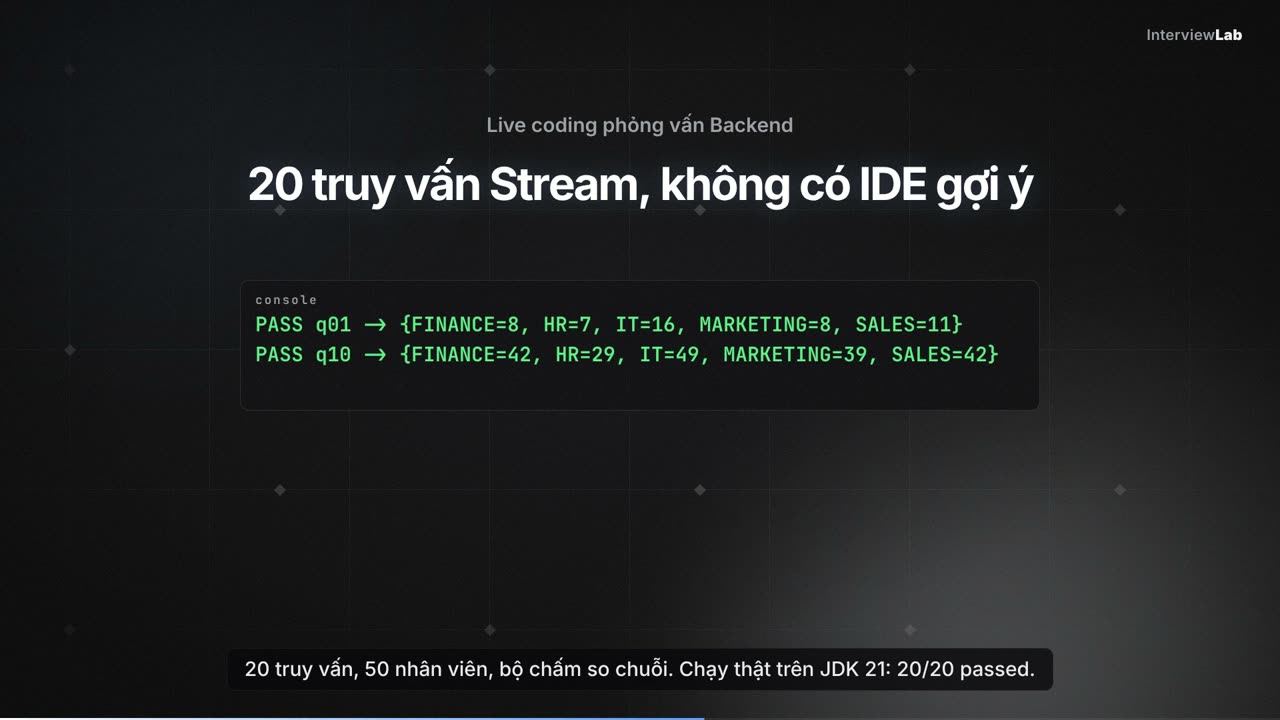 InterviewLab
Live coding phỏng vấn Backend
20 truy vấn Stream, không có IDE gợi ý
console
PASS q01 → {FINANCE=8, HR=7, IT=16, MARKETING=8, SALES=11}
PASS q10 → {FINANCE=42, HR=29, IT=49, MARKETING=39, SALES=42}
20 truy vấn, 50 nhân viên, bộ chấm so chuỗi. Chạy thật trên JDK 21: 20/20 passed.